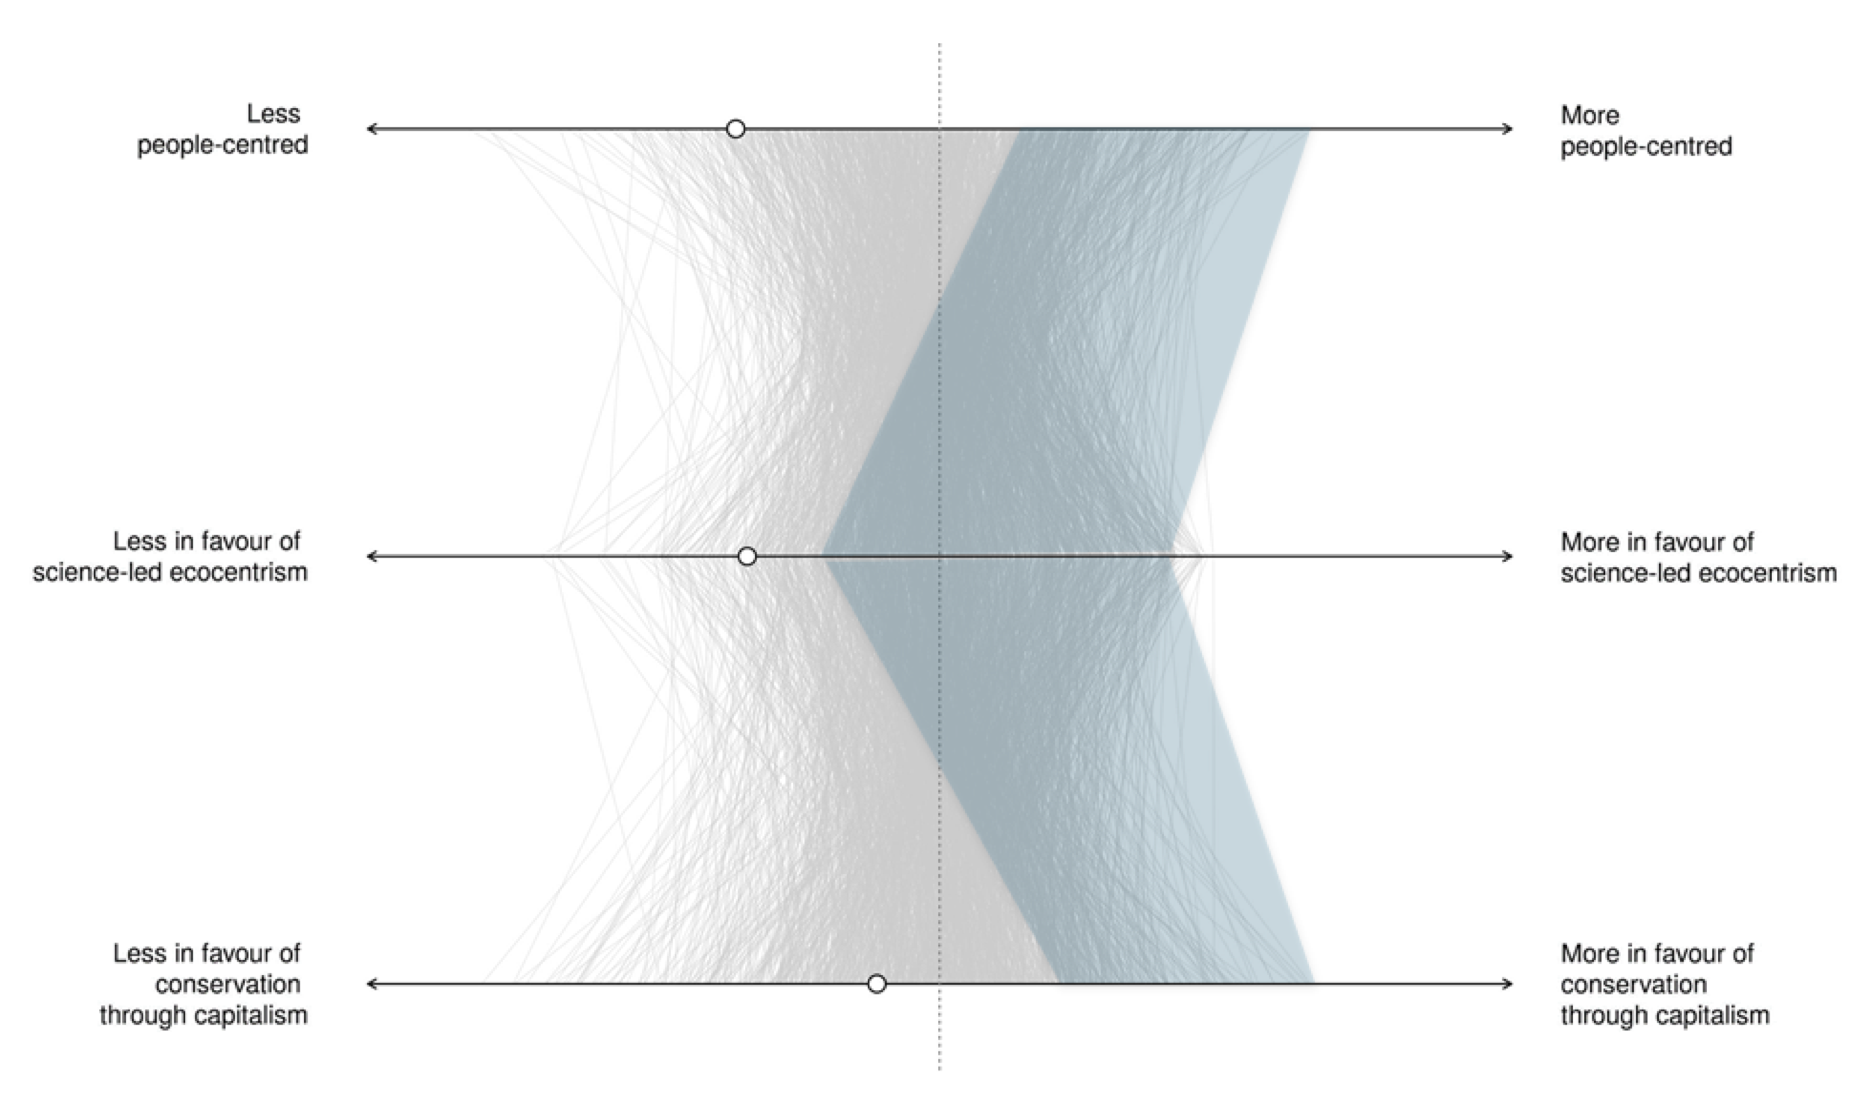 Less
people-centred
More
people-centred
Less in favour of
science-led ecocentrism
More in favour of
science-led ecocentrism
Less in favour of
conservation
through capitalism
More in favour of
conservation
through capitalism